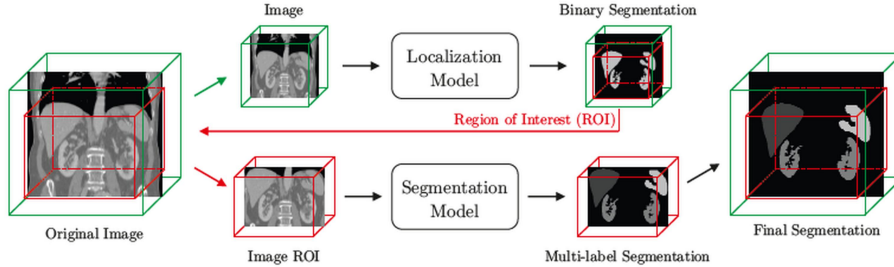 Image
Binary Segmentation
Localization
Model
Region of Interest (ROI)
Segmentation
Model
Original Image
Image ROI
Multi-label Segmentation
Final Segmentation